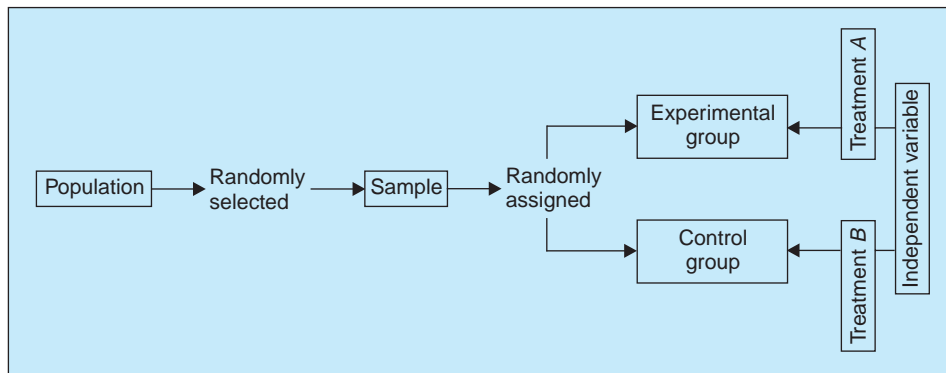 Population
Randomly
selected
Sample
Randomly
assigned
Experimental
group
Control
group
Treatment A
Treatment B
Independent variable